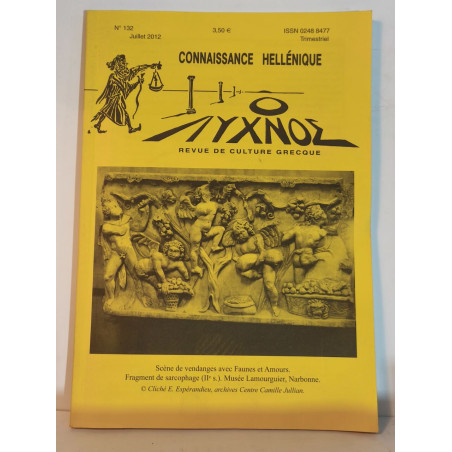 N° 132
Juillet 2012
3,50 €
ISSN 0248 8477
Trimestriel
CONNAISSANCE HELLÉNIQUE
Ο ΛΥΧΝΟΣ
REVUE DE CULTURE GRECQUE
Scène de vendanges avec Faunes et Amours.
Fragment de sarcophage (IIᵉ s.). Musée Lamourguier, Narbonne.
© Cliché E. Espérandieu, archives Centre Camille Jullian.